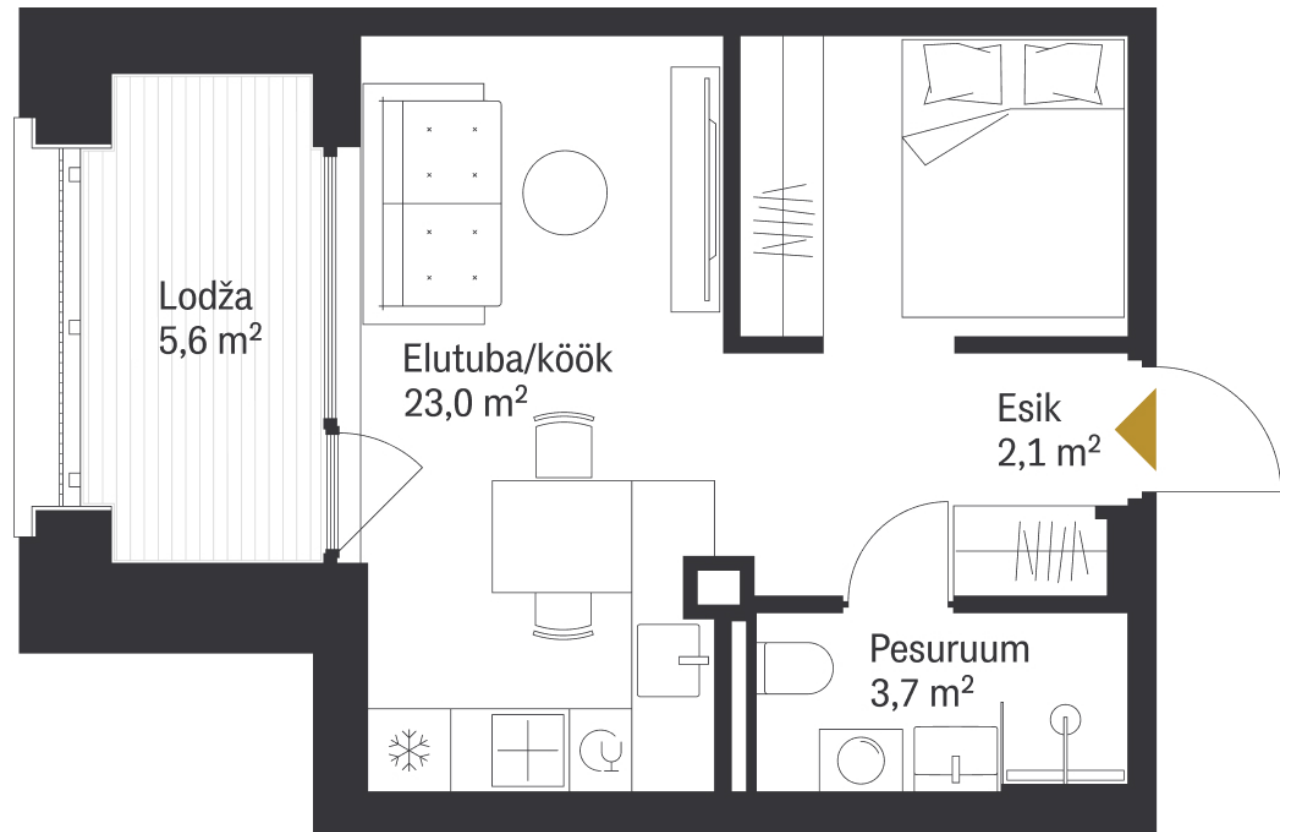 Lodža
5,6 m²
Elutuba/köök
23,0 m²
Esik
2,1 m²
Pesuruum
3,7 m²